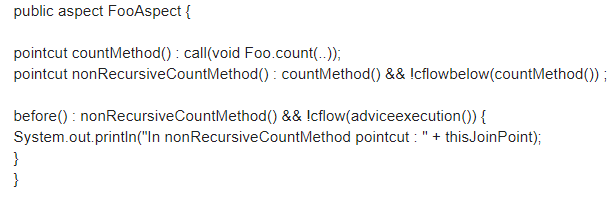 public aspect FooAspect {
pointcut countMethod() : call(void Foo.count(..));
pointcut nonRecursiveCountMethod() : countMethod() && !cflowbelow(countMethod()) ;
before() : nonRecursiveCountMethod() && !cflow(adviceexecution()) {
System.out.println("In nonRecursiveCountMethod pointcut : " + thisJoinPoint);
}
}